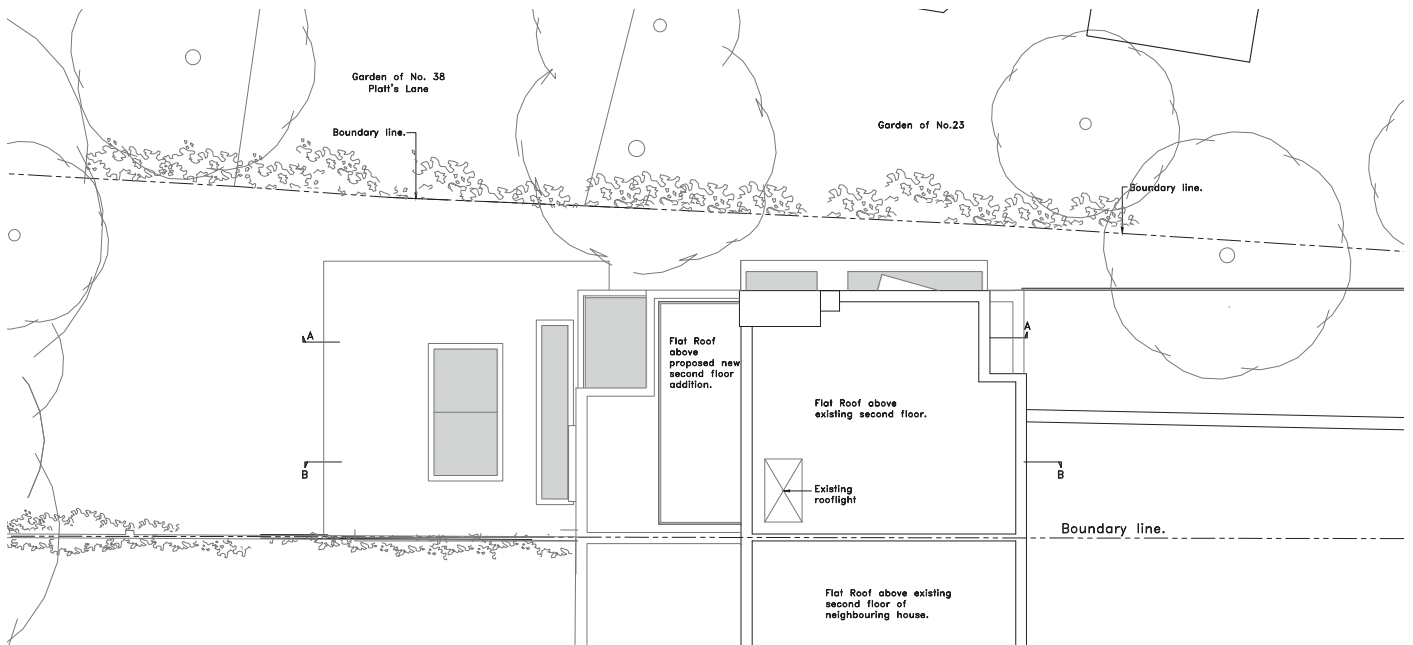 Garden of No. 38
Platt's Lane
Boundary line.
Garden of No.23
Boundary line.
A
A
Flat Roof
above
proposed new
second floor
addition.
Flat Roof above
existing second floor.
B
B
Existing
rooflight
Boundary line.
Flat Roof above existing
second floor of
neighbouring house.